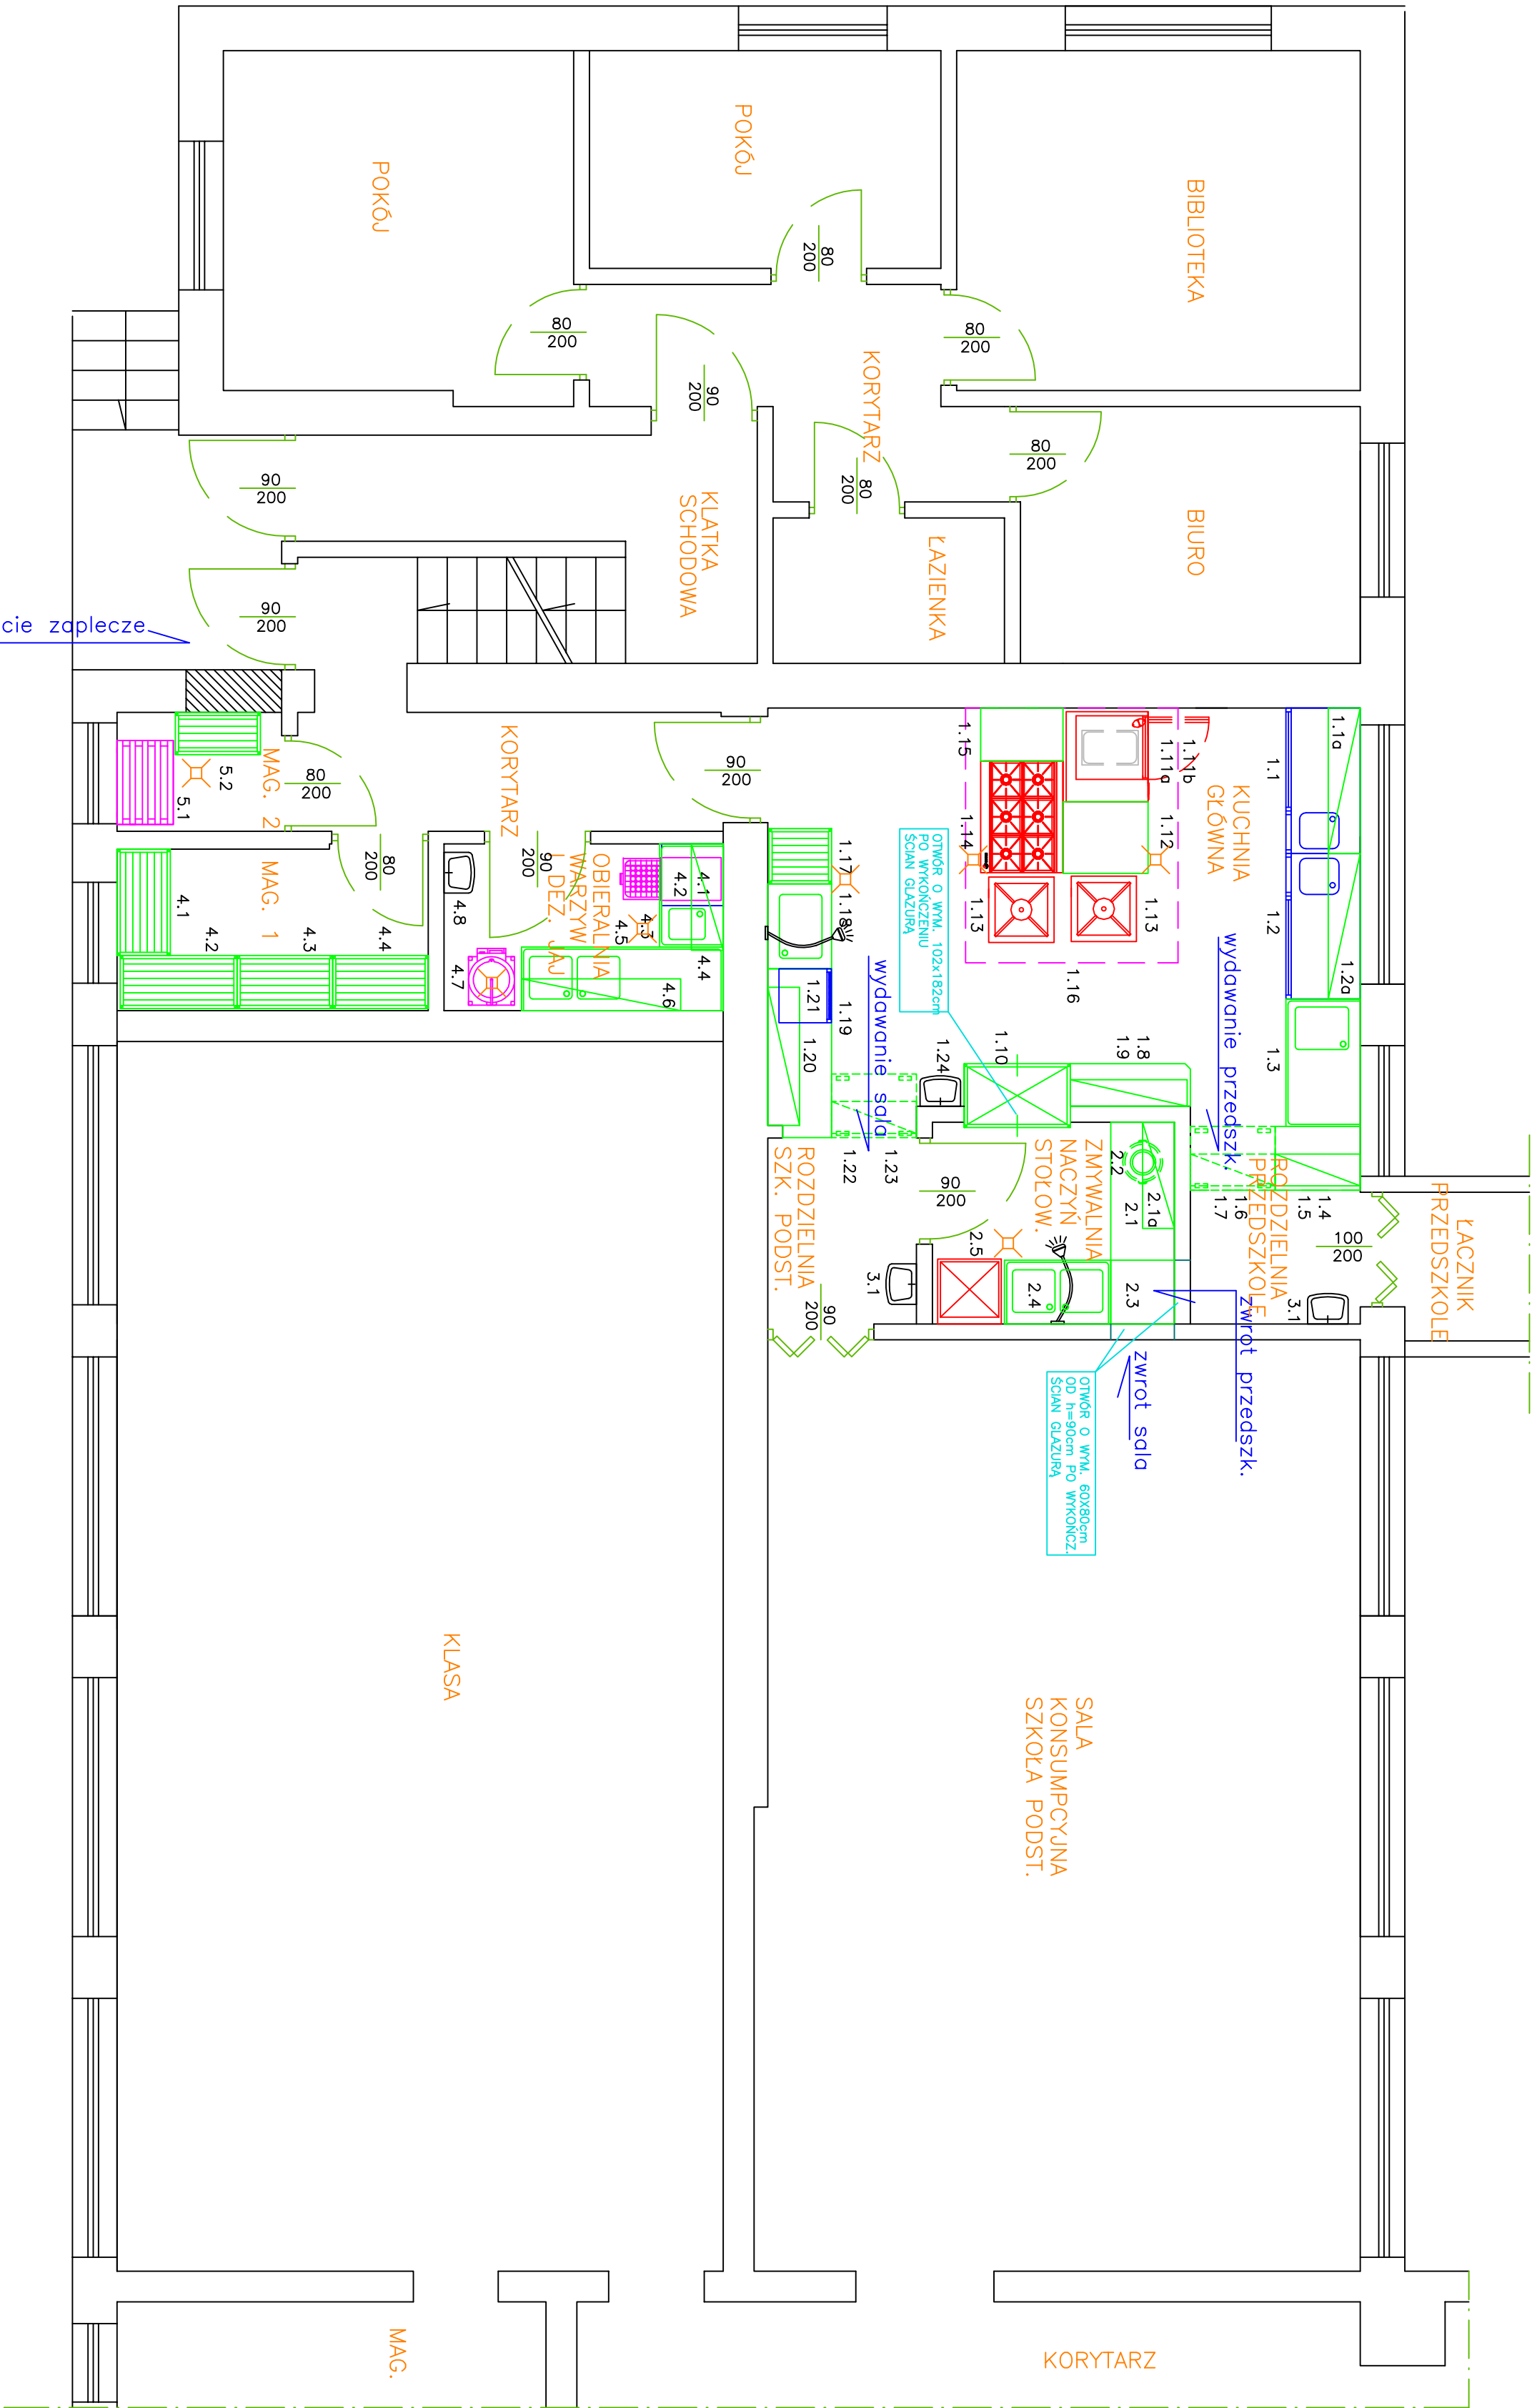 POKÓJ
POKÓJ
BIBLIOTEKA
80
200
80
200
80
200
90
200
KORYTARZ
80
200
80
200
90
200
KLATKA
SCHODOWA
ŁAZIENKA
BIURO
90
200
cie zaplecze
KORYTARZ
90
200
MAG. 2
5.2
5.1
80
200
MAG. 1
80
200
4.1
4.2
4.3
4.4
90
200
OBIERALNIA
WARZYW
I DEZ. JAJ
4.1
4.2
4.3
4.4
4.5
4.6
4.7
4.8
KUCHNIA
GŁÓWNA
1.1a
1.1
1.2
1.2a
1.3
1.11b
1.11a
1.12
1.13
1.13
1.14
1.15
1.16
OTWÓR O WYM. 102x182cm
PO WYKOŃCZENIU
ŚCIAN GLAZURĄ
1.17
1.18
1.19
1.20
1.21
1.22
1.23
1.24
1.10
1.8
1.9
wydawanie sala
wydawanie przedszk.
1.4
1.5
1.6
1.7
ROZDZIELNIA
PRZEDSZKOLE
ŁACZNIK
PRZEDSZKOLE
100
200
3.1
ZMYWALNIA
NACZYŃ
STOŁOW.
2.2
2.1a
2.1
2.3
2.4
2.5
90
200
ROZDZIELNIA
SZK. PODST.
3.1
90
200
zwrot przedszk.
zwrot sala
OTWÓR O WYM. 60X80cm
OD h=90cm PO WYKOŃCZ.
ŚCIAN GLAZURĄ
KLASA
SALA
KONSUMPCYJNA
SZKOŁA PODST.
MAG.
KORYTARZ